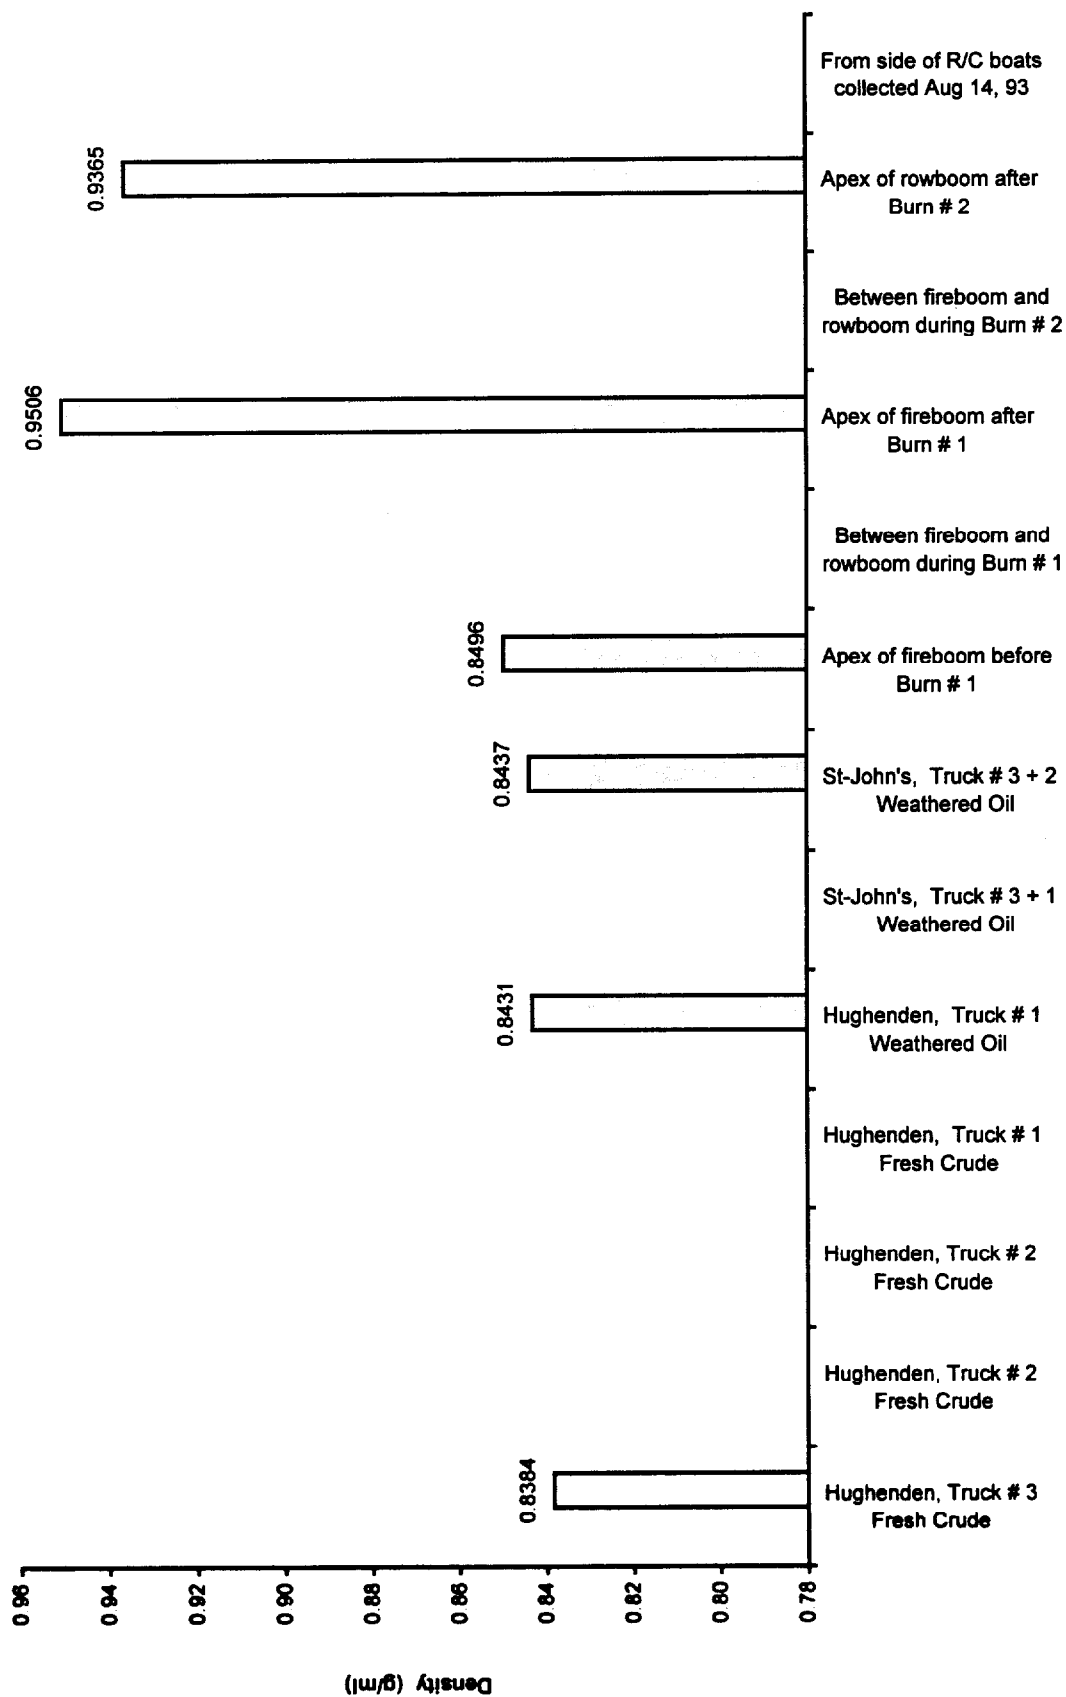 From side of R/C boats
collected Aug 14, 93
0.9365
Apex of rowboom after
Burn # 2
Between fireboom and
rowboom during Burn # 2
0.9506
Apex of fireboom after
Burn # 1
Between fireboom and
rowboom during Burn # 1
0.8496
Apex of fireboom before
Burn # 1
0.8437
St-John's, Truck # 3 + 2
Weathered Oil
St-John's, Truck # 3 + 1
Weathered Oil
0.8431
Hughenden, Truck # 1
Weathered Oil
Hughenden, Truck # 1
Fresh Crude
Hughenden, Truck # 2
Fresh Crude
Hughenden, Truck # 2
Fresh Crude
0.8384
Hughenden, Truck # 3
Fresh Crude
0.96
0.94
0.92
0.90
0.88
0.86
0.84
0.82
0.80
0.78
Density (g/ml)